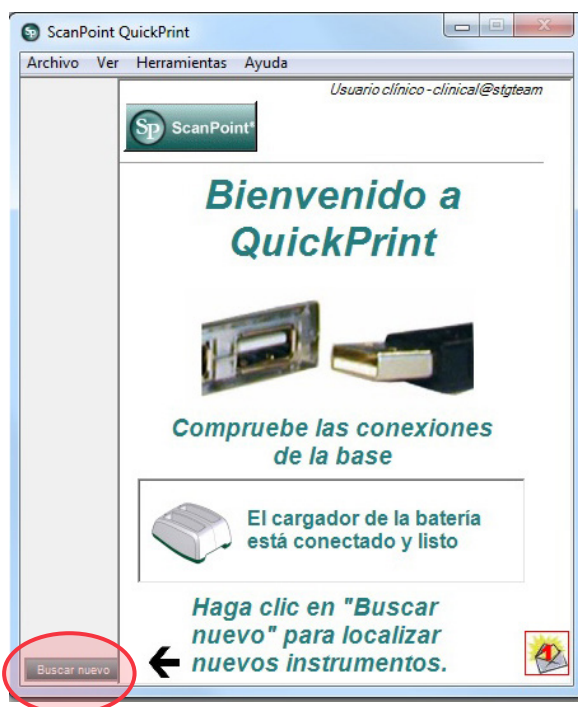 ScanPoint QuickPrint
Archivo Ver Herramientas Ayuda
Usuario clínico - clinical@stgteam
Sp ScanPoint®
Bienvenido a
QuickPrint
Compruebe las conexiones
de la base
El cargador de la batería
está conectado y listo
Haga clic en "Buscar
nuevo" para localizar
nuevos instrumentos.
Buscar nuevo